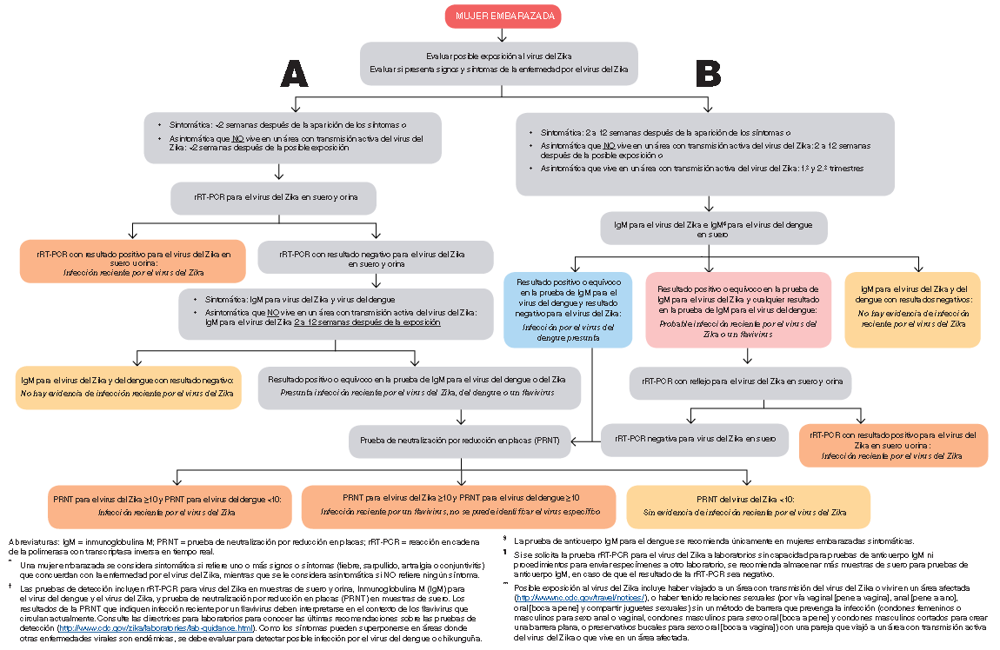 MUJER EMBARAZADA
Evaluar posible exposición al virus del Zika
Evaluar si presenta signos y síntomas de la enfermedad por el virus del Zika
A
B
• Sintomática: <2 semanas después de la aparición de los síntomas o
• Asintomática que NO vive en un área con transmisión activa del virus del
Zika: <2 semanas después de la posible exposición
rRT-PCR para el virus del Zika en suero y orina
rRT-PCR con resultado positivo para el virus del Zika en
suero u orina:
Infección reciente por el virus del Zika
rRT-PCR con resultado negativo para el virus del Zika
en suero y orina
• Sintomática: IgM para virus del Zika y virus del dengue
• Asintomática que NO vive en un área con transmisión activa del virus del Zika:
IgM para el virus del Zika 2 a 12 semanas después de la exposición
IgM para el virus del Zika y del dengue con resultado negativo:
No hay evidencia de infección reciente por el virus del Zika
Resultado positivo o equívoco en la prueba de IgM para el virus del dengue o del Zika
Presunta infección reciente por el virus del Zika, del dengue o un flavivirus
• Sintomática: 2 a 12 semanas después de la aparición de los síntomas o
• Asintomática que NO vive en un área con transmisión activa del virus del Zika: 2 a 12 semanas
después de la posible exposición o
• Asintomática que vive en un área con transmisión activa del virus del Zika: 1.º y 2.º trimestres
IgM para el virus del Zika e IgM§ para el virus del dengue
en suero
Resultado positivo o equívoco
en la prueba de IgM para el
virus del dengue y resultado
negativo para el virus del Zika:
Infección por el virus del
dengue presunta
Resultado positivo o equívoco en la prueba de
IgM para el virus del Zika y cualquier resultado
en la prueba de IgM para el virus del dengue:
Probable infección reciente por el virus del
Zika o un flavivirus
IgM para el virus del Zika y del
dengue con resultados negativos:
No hay evidencia de infección
reciente por el virus del Zika
rRT-PCR con reflejo para el virus del Zika en suero y orina
rRT-PCR negativa para virus del Zika en suero
rRT-PCR con resultado positivo para el virus del
Zika en suero u orina:
Infección reciente por el virus del Zika
Prueba de neutralización por reducción en placas (PRNT)
PRNT para el virus del Zika ≥10 y PRNT para el virus del dengue <10:
Infección reciente por el virus del Zika
PRNT para el virus del Zika ≥10 y PRNT para el virus del dengue ≥10
Infección reciente por un flavivirus, no se puede identificar el virus específico
PRNT del virus del Zika <10:
Sin evidencia de infección reciente por el virus del Zika
Abreviaturas: IgM = inmunoglobulina M; PRNT = prueba de neutralización por reducción en placas; rRT-PCR = reacción en cadena
de la polimerasa con transcriptasa inversa en tiempo real.
* Una mujer embarazada se considera sintomática si refiere uno o más signos o síntomas (fiebre, sarpullido, artralgia o conjuntivitis)
que concuerdan con la enfermedad por el virus del Zika, mientras que se le considera asintomática si NO refiere ningún síntoma.
† Las pruebas de detección incluyen rRT-PCR para virus del Zika en muestras de suero y orina, Inmunoglobulina M (IgM) para
el virus del dengue y el virus del Zika, y prueba de neutralización por reducción en placas (PRNT) en muestras de suero. Los
resultados de la PRNT que indiquen infección reciente por un flavivirus deben interpretarse en el contexto de los flavivirus que
circulan actualmente. Consulte las directrices para laboratorios para conocer las últimas recomendaciones sobre las pruebas de
detección (http://www.cdc.gov/zika/laboratories/lab-guidance.html). Como los síntomas pueden superponerse en áreas donde
otras enfermedades virales son endémicas, se debe evaluar para detectar posible infección por el virus del dengue o chikunguña.
§ La prueba de anticuerpo IgM para el dengue se recomienda únicamente en mujeres embarazadas sintomáticas.
¶ Si se solicita la prueba rRT-PCR para el virus del Zika a laboratorios sin capacidad para pruebas de anticuerpo IgM ni
procedimientos para enviar especímenes a otro laboratorio, se recomienda almacenar más muestras de suero para pruebas de
anticuerpo IgM, en caso de que el resultado de la rRT-PCR sea negativo.
** Posible exposición al virus del Zika incluye haber viajado a un área con transmisión del virus del Zika o vivir en un área afectada
(http://wwwnc.cdc.gov/travel/notices/), o haber tenido relaciones sexuales (por vía vaginal [pene a vagina], anal [pene a ano],
oral [boca a pene] y compartir juguetes sexuales) sin un método de barrera que prevenga la infección (condones femeninos o
masculinos para sexo anal o vaginal, condones masculinos para sexo oral [boca a pene] y condones masculinos cortados para crear
una barrera plana, o preservativos bucales para sexo oral [boca a vagina]) con una pareja que viajó a un área con transmisión activa
del virus del Zika o que vive en un área afectada.